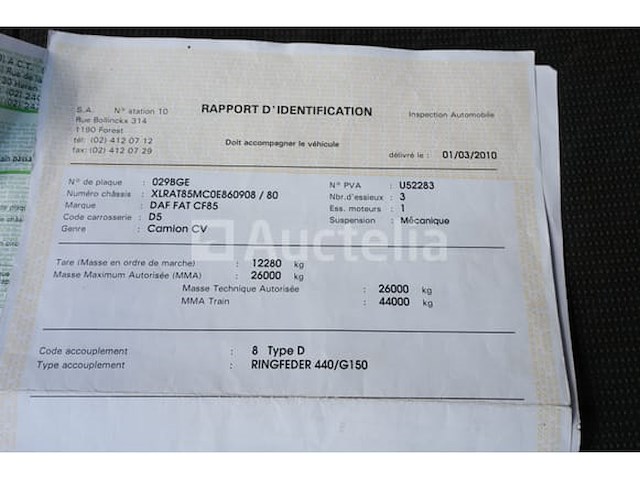 S.A. N° station 10
Rue Bollinckx 314
1190 Forest
tél: (02) 412 07 12
fax: (02) 412 07 29
RAPPORT D'IDENTIFICATION
Doit accompagner le véhicule
Inspection Automobile
délivré le : 01/03/2010
N° de plaque : 029BGE
Numéro châssis : XLRAT85MC0E860908 / 80
Marque : DAF FAT CF85
Code carrosserie : D5
Genre : Camion CV
N° PVA : U52283
Nbr.d'essieux : 3
Ess. moteurs : 1
Suspension : Mécanique
Auctelia
Tare (Masse en ordre de marche) : 12280 kg
Masse Maximum Autorisée (MMA) : 26000 kg
Masse Technique Autorisée : 26000 kg
MMA Train : 44000 kg
Code accouplement : 8 Type D
Type accouplement : RINGFEDER 440/G150